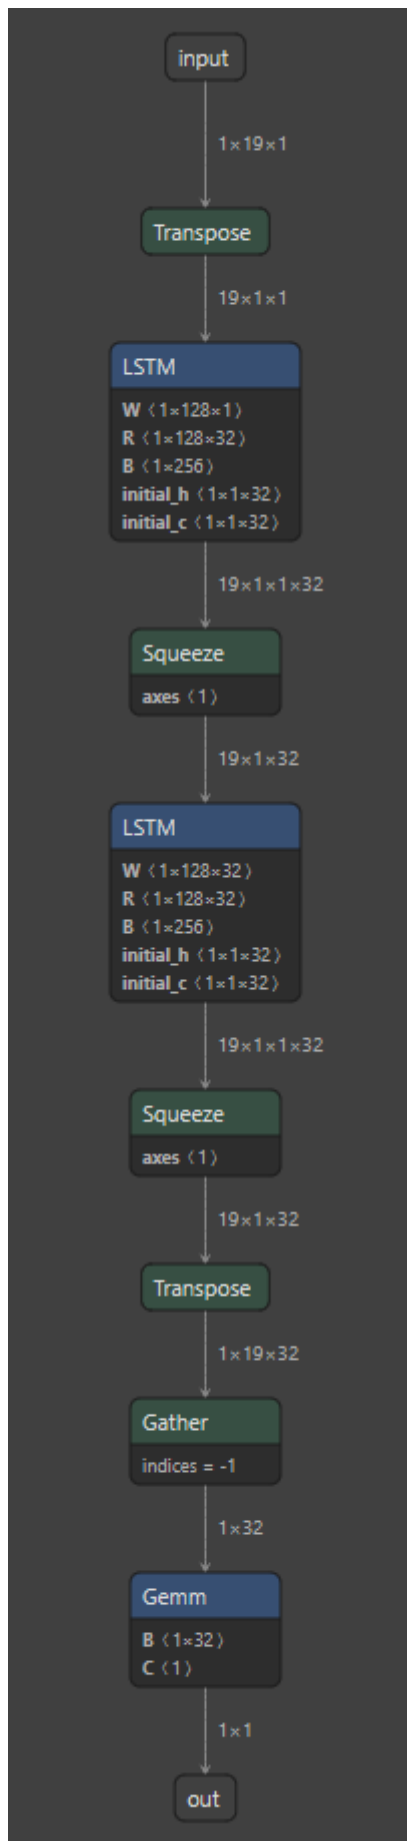 input
1×19×1
Transpose
19×1×1
LSTM
W ⟨1×128×1⟩
R ⟨1×128×32⟩
B ⟨1×256⟩
initial_h ⟨1×1×32⟩
initial_c ⟨1×1×32⟩
19×1×1×32
Squeeze
axes ⟨1⟩
19×1×32
LSTM
W ⟨1×128×32⟩
R ⟨1×128×32⟩
B ⟨1×256⟩
initial_h ⟨1×1×32⟩
initial_c ⟨1×1×32⟩
19×1×1×32
Squeeze
axes ⟨1⟩
19×1×32
Transpose
1×19×32
Gather
indices = -1
1×32
Gemm
B ⟨1×32⟩
C ⟨1⟩
1×1
out